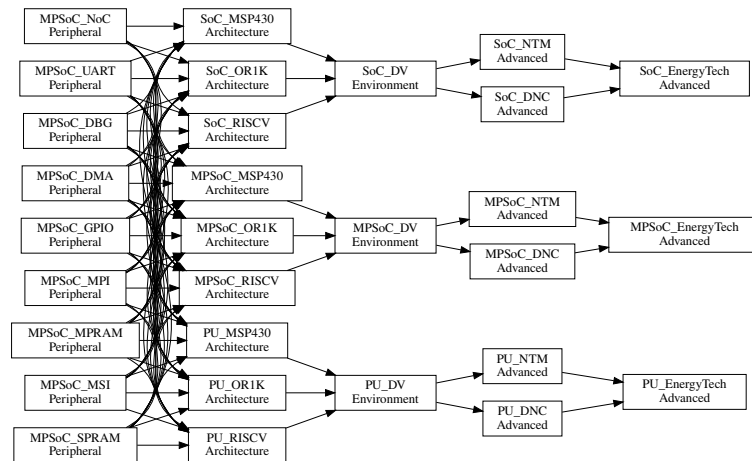 MPSoC_NoC
Peripheral
MPSoC_UART
Peripheral
MPSoC_DBG
Peripheral
MPSoC_DMA
Peripheral
MPSoC_GPIO
Peripheral
MPSoC_MPI
Peripheral
MPSoC_MPRAM
Peripheral
MPSoC_MSI
Peripheral
MPSoC_SPRAM
Peripheral
SoC_MSP430
Architecture
SoC_OR1K
Architecture
SoC_RISCV
Architecture
MPSoC_MSP430
Architecture
MPSoC_OR1K
Architecture
MPSoC_RISCV
Architecture
PU_MSP430
Architecture
PU_OR1K
Architecture
PU_RISCV
Architecture
SoC_DV
Environment
MPSoC_DV
Environment
PU_DV
Environment
SoC_NTM
Advanced
SoC_DNC
Advanced
MPSoC_NTM
Advanced
MPSoC_DNC
Advanced
PU_NTM
Advanced
PU_DNC
Advanced
SoC_EnergyTech
Advanced
MPSoC_EnergyTech
Advanced
PU_EnergyTech
Advanced